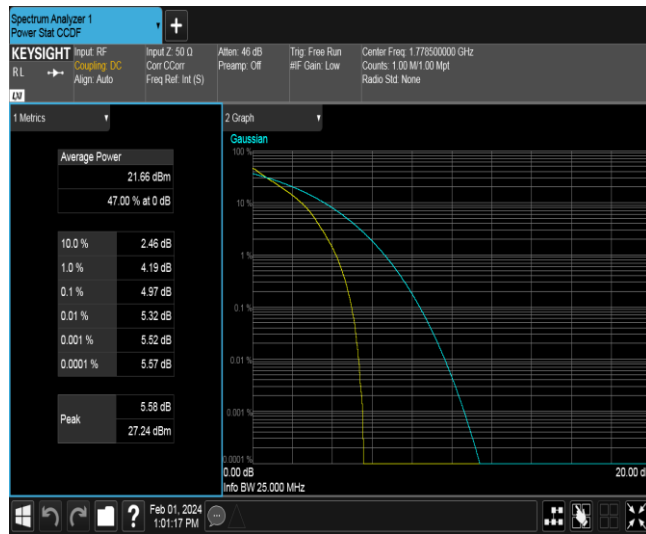 Spectrum Analyzer 1
Power Stat CCDF
+
KEYSIGHT
RL
LXI
Input: RF
Coupling: DC
Align: Auto
Input Z: 50 Ω
Corr CCorr
Freq Ref: Int (S)
Atten: 46 dB
Preamp: Off
Trig: Free Run
#IF Gain: Low
Center Freq: 1.778500000 GHz
Counts: 1.00 M/1.00 Mpt
Radio Std: None
1 Metrics
Average Power
21.66 dBm
47.00 % at 0 dB
10.0 % 2.46 dB
1.0 % 4.19 dB
0.1 % 4.97 dB
0.01 % 5.32 dB
0.001 % 5.52 dB
0.0001 % 5.57 dB
Peak
5.58 dB
27.24 dBm
2 Graph
Gaussian
100 %
10 %
1 %
0.1 %
0.01 %
0.001 %
0.0001 %
0.00 dB
20.00 d
Info BW 25.000 MHz
?
Feb 01, 2024
1:01:17 PM